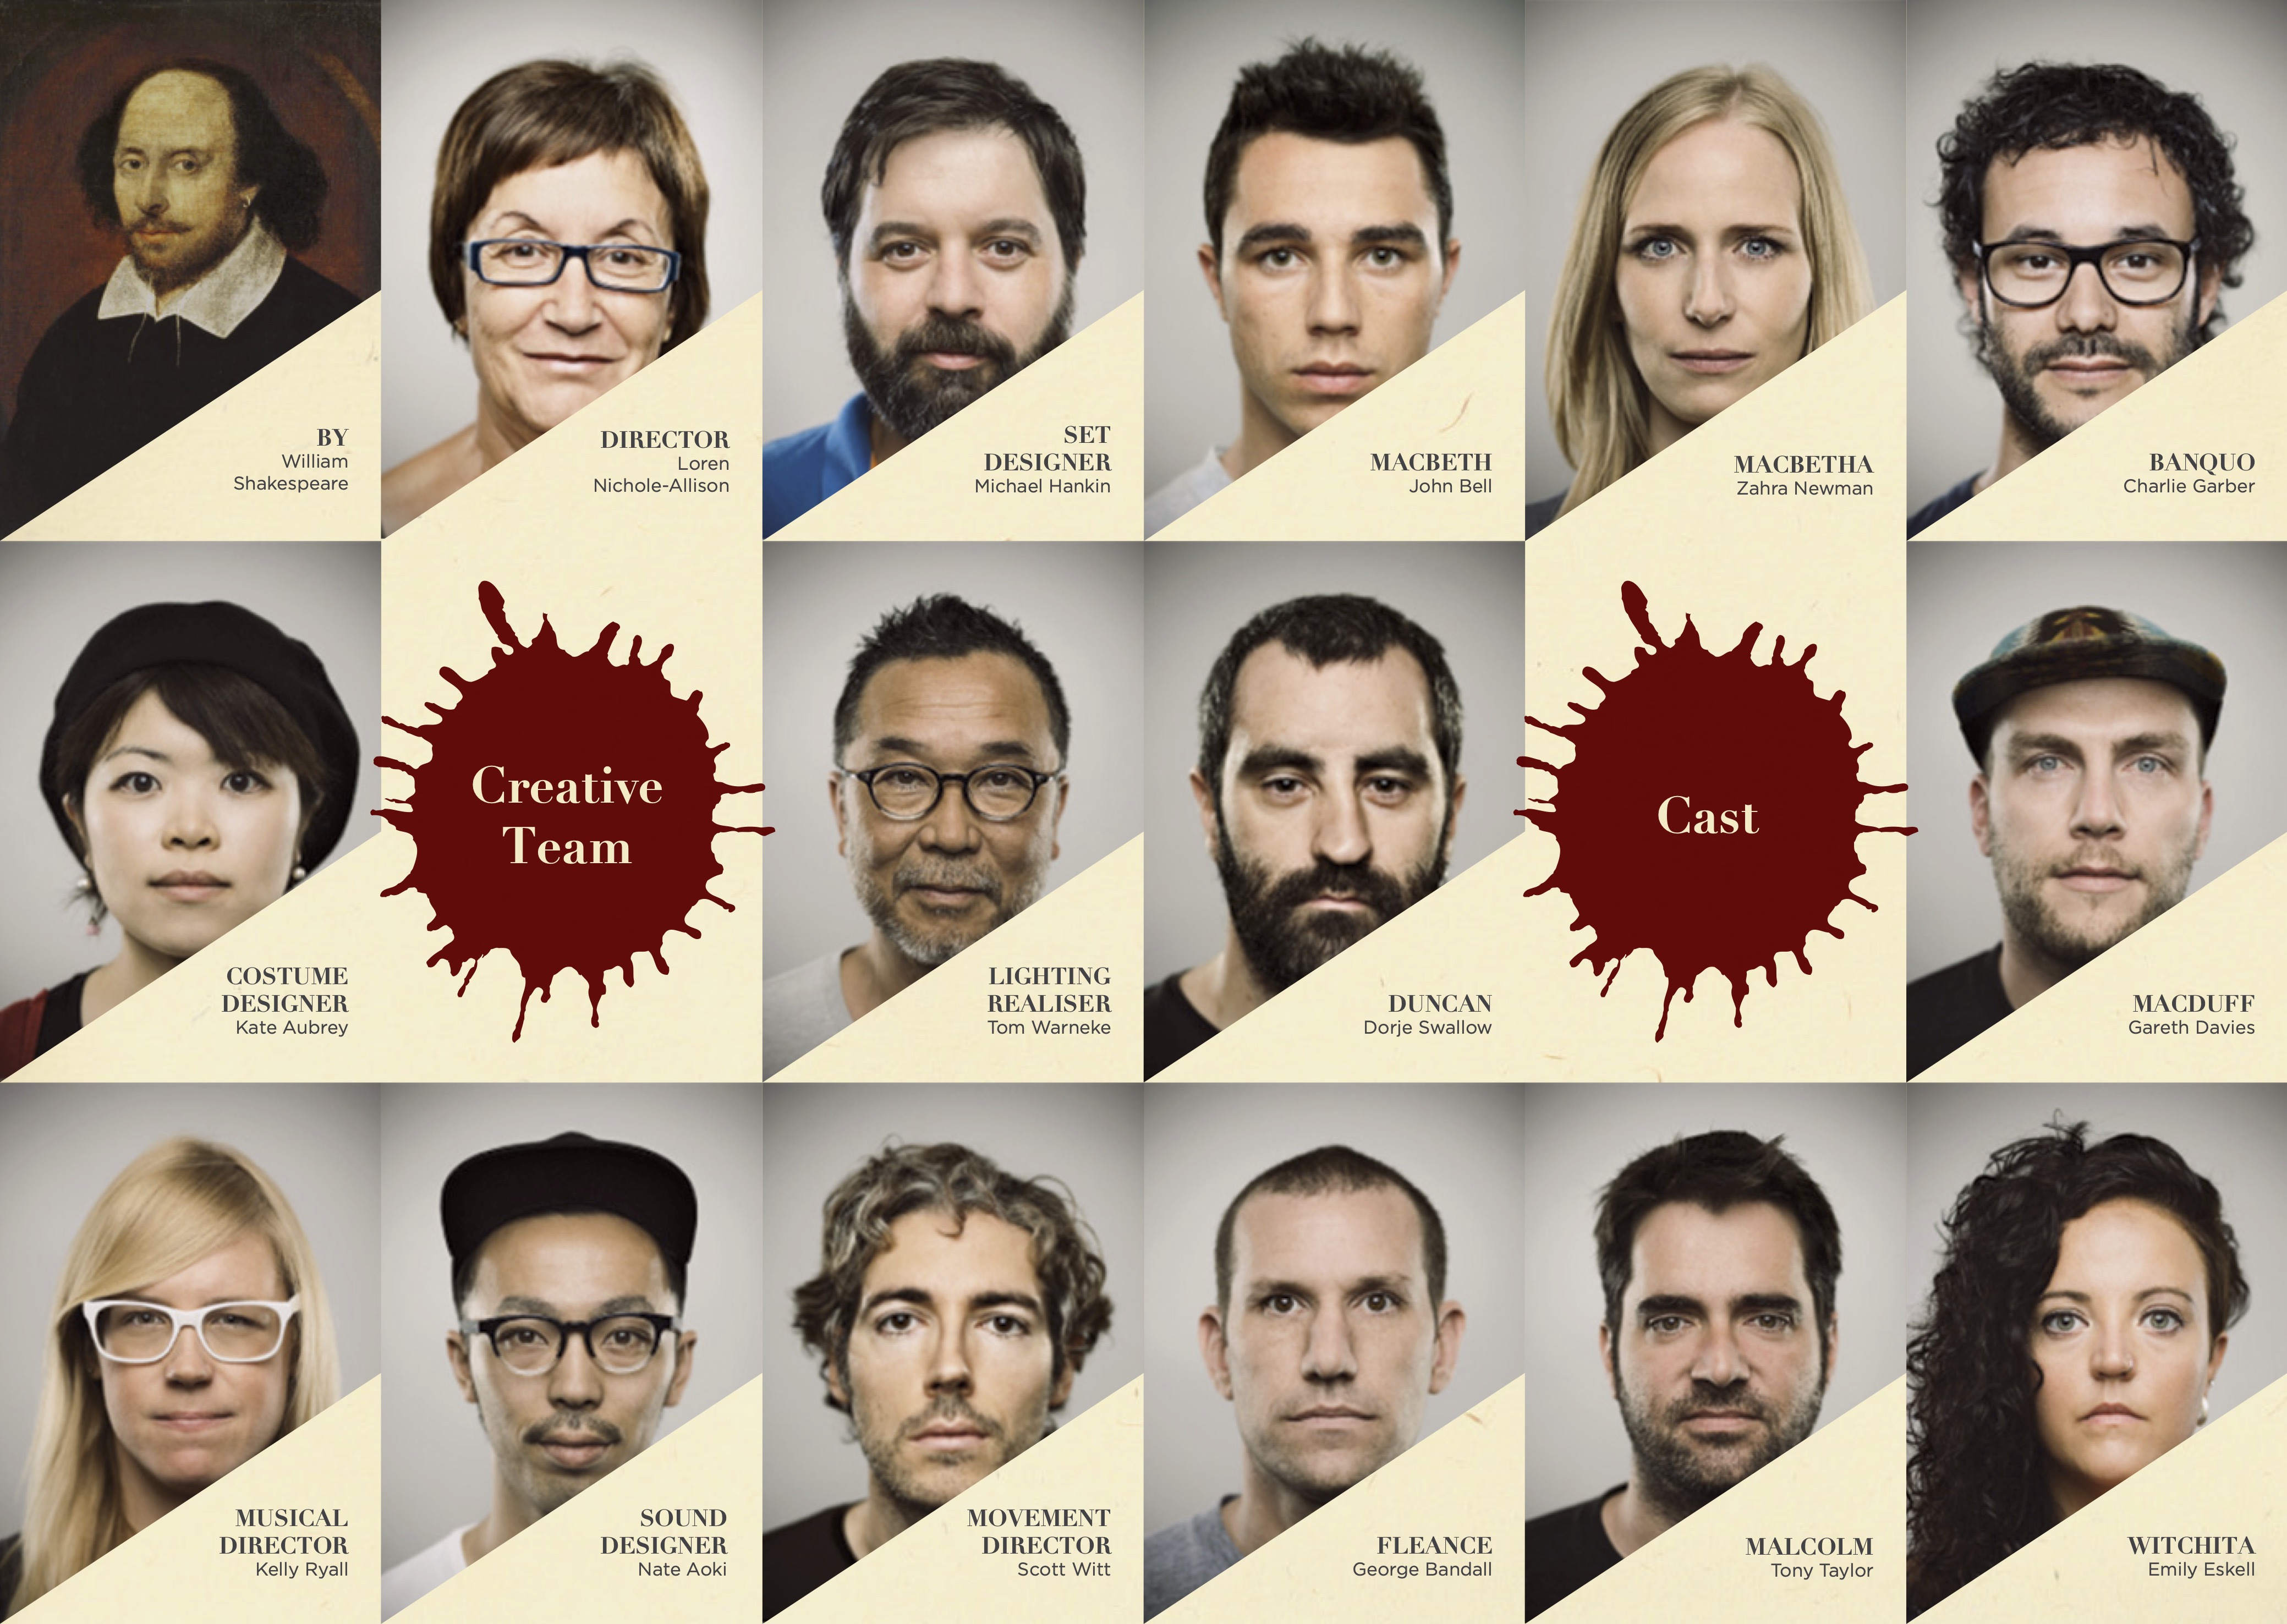 BY
William
Shakespeare
DIRECTOR
Loren
Nichole-Allison
SET
DESIGNER
Michael Hankin
MACBETH
John Bell
MACBETHA
Zahra Newman
BANQUO
Charlie Garber
COSTUME
DESIGNER
Kate Aubrey
Creative
Team
LIGHTING
REALISER
Tom Warneke
DUNCAN
Dorje Swallow
Cast
MACDUFF
Gareth Davies
MUSICAL
DIRECTOR
Kelly Ryall
SOUND
DESIGNER
Nate Aoki
MOVEMENT
DIRECTOR
Scott Witt
FLEANCE
George Bandall
MALCOLM
Tony Taylor
WITCHITA
Emily Eskell